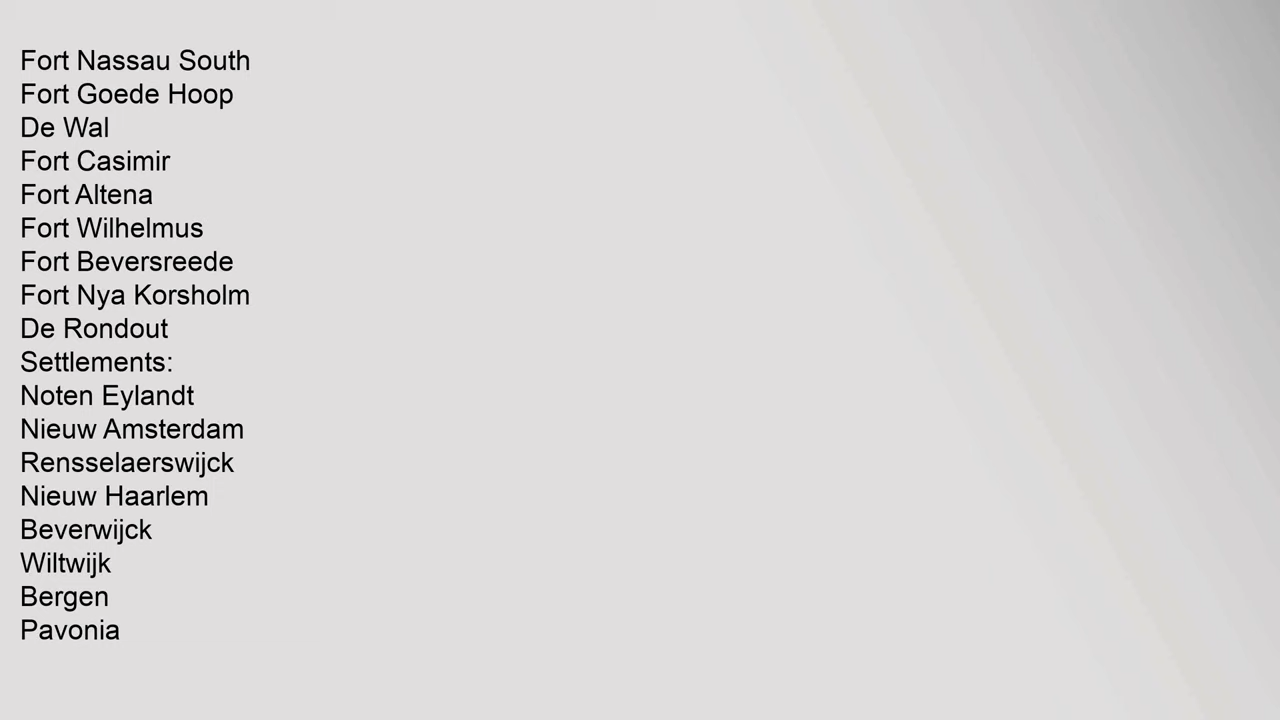 Fort Nassau South
Fort Goede Hoop
De Wal
Fort Casimir
Fort Altena
Fort Wilhelmus
Fort Beversreede
Fort Nya Korsholm
De Rondout
Settlements:
Noten Eylandt
Nieuw Amsterdam
Rensselaerswijck
Nieuw Haarlem
Beverwijck
Wiltwijk
Bergen
Pavonia